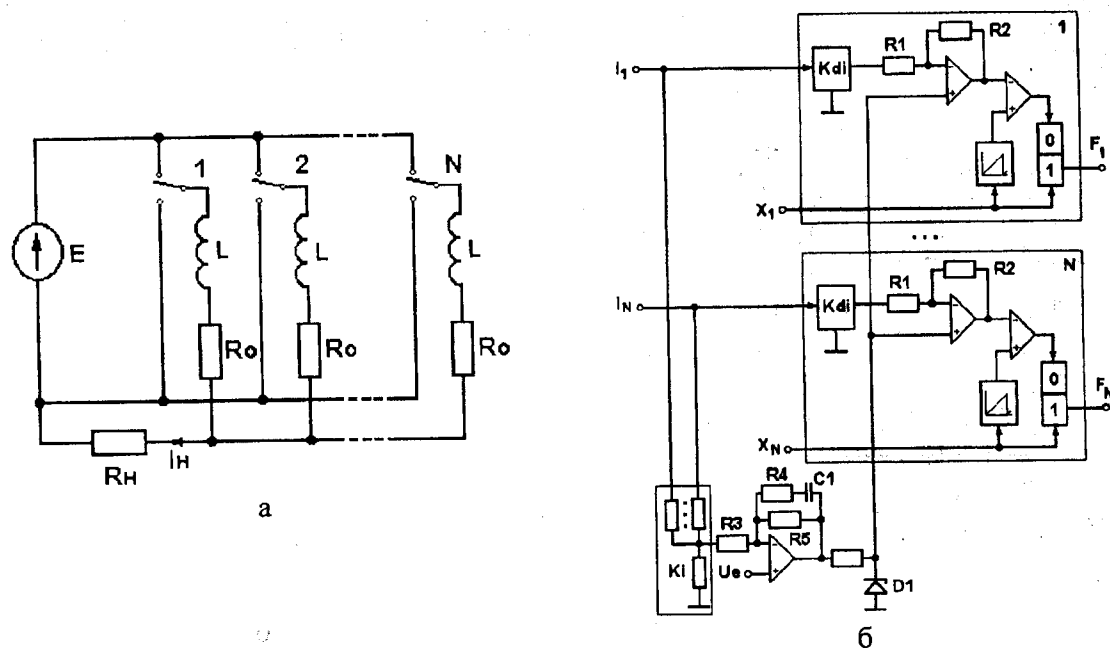 1
2
N
E
L
L
L
Ro
Ro
Ro
RH
IH
а
1
I1
Kdi
R1
R2
0
1
F1
X1
...
N
IN
Kdi
R1
R2
0
1
FN
XN
R4
C1
R3
R5
Ki
Ue
D1
б